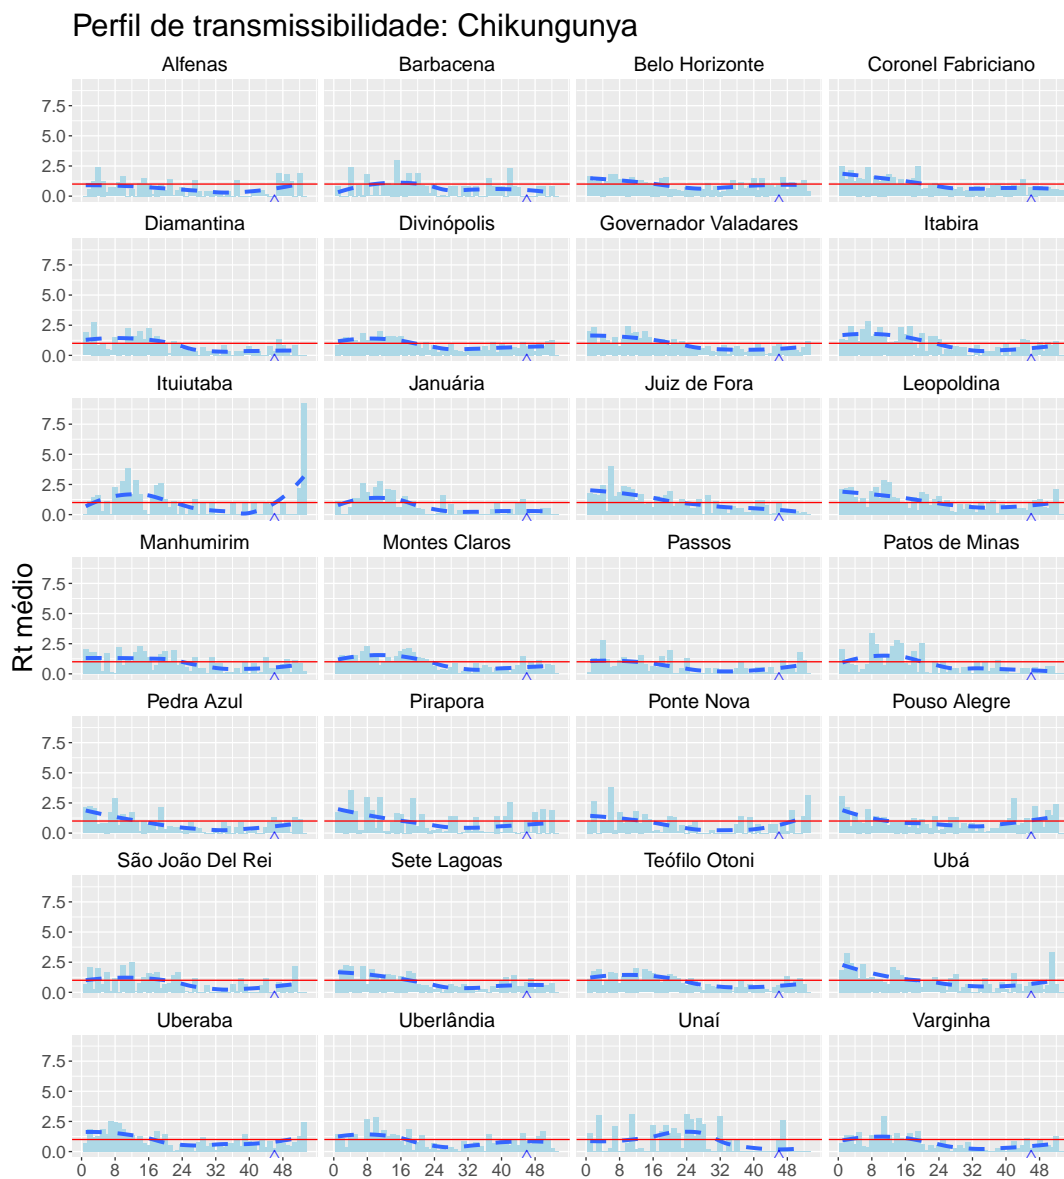 Perfil de transmissibilidade: Chikungunya
Alfenas Barbacena Belo Horizonte Coronel Fabriciano
7.5
5.0
2.5
0.0
Diamantina Divinópolis Governador Valadares Itabira
7.5
5.0
2.5
0.0
Ituiutaba Januária Juiz de Fora Leopoldina
7.5
5.0
2.5
0.0
Manhumirim Montes Claros Passos Patos de Minas
7.5
5.0
2.5
0.0
Rt médio
Pedra Azul Pirapora Ponte Nova Pouso Alegre
7.5
5.0
2.5
0.0
São João Del Rei Sete Lagoas Teófilo Otoni Ubá
7.5
5.0
2.5
0.0
Uberaba Uberlândia Unaí Varginha
7.5
5.0
2.5
0.0
0 8 16 24 32 40 48 0 8 16 24 32 40 48 0 8 16 24 32 40 48 0 8 16 24 32 40 48